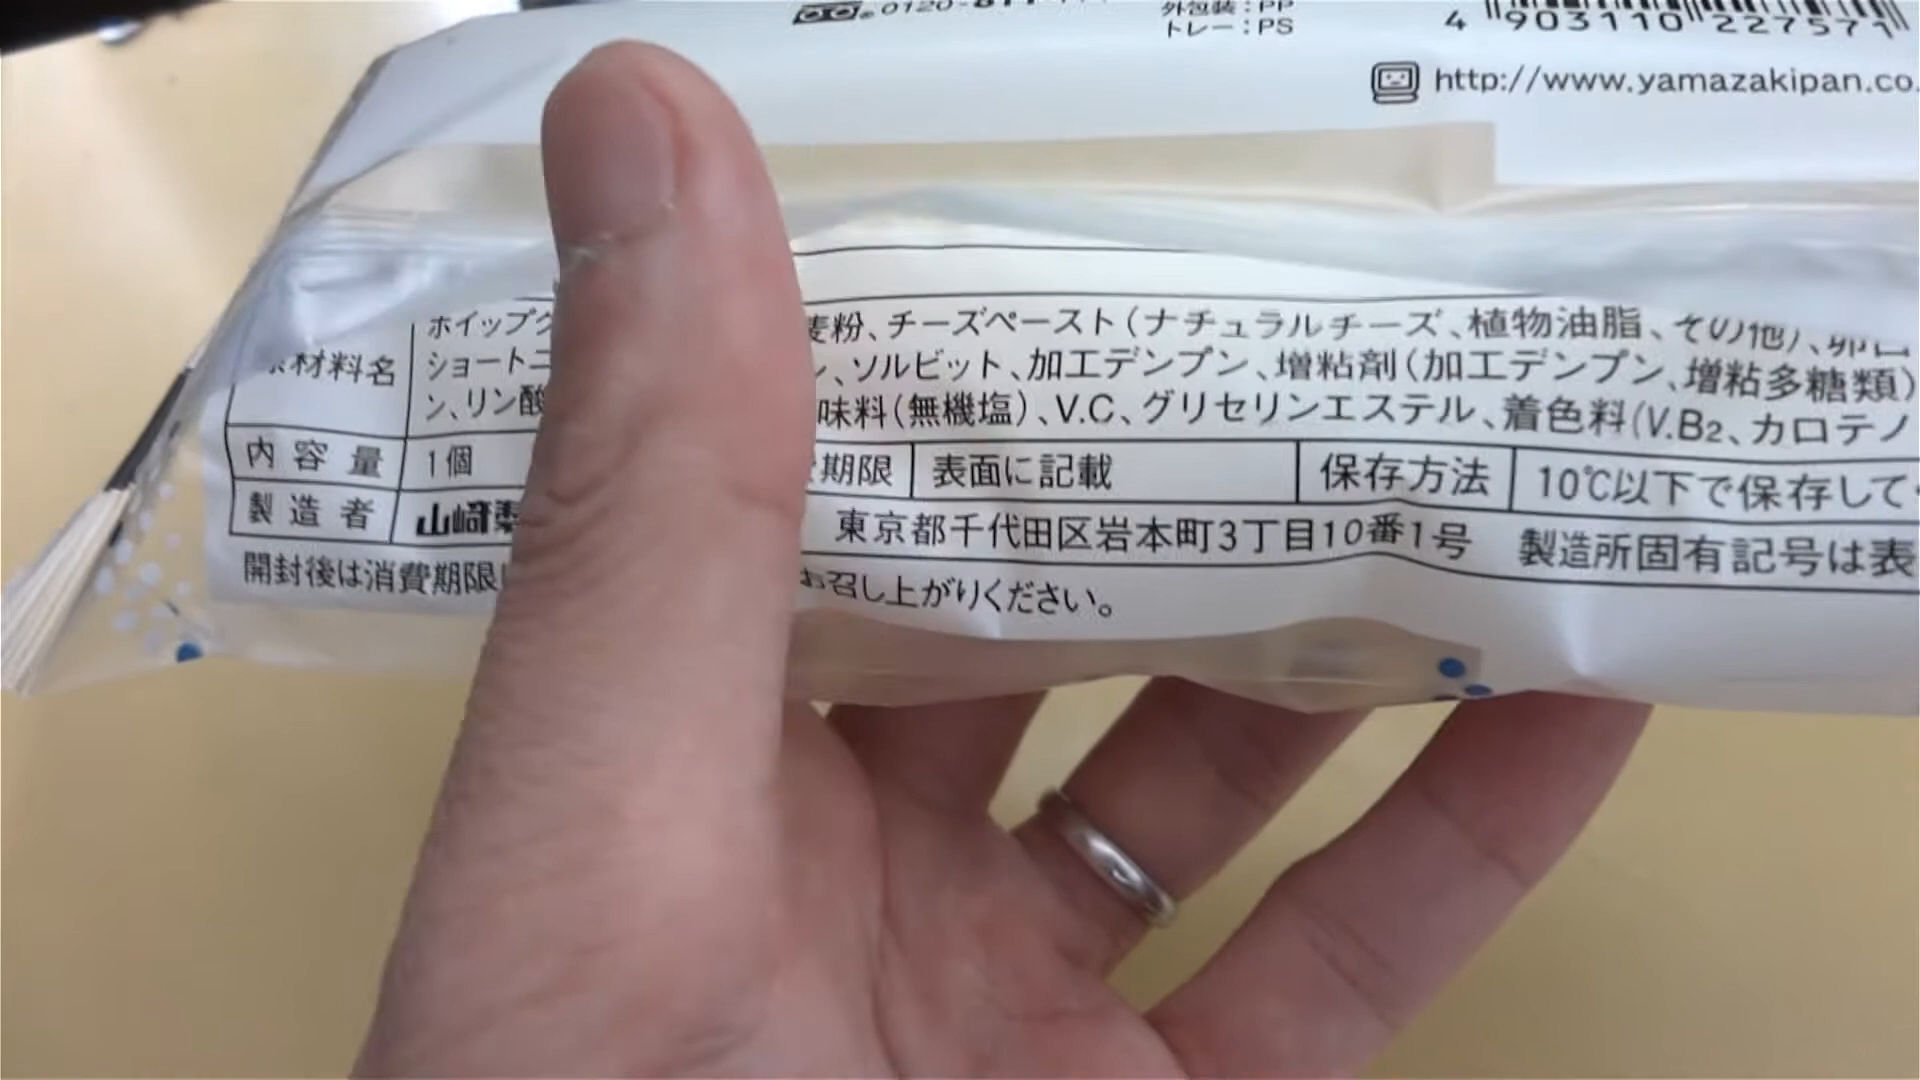 0120-
外包装：PP
トレー：PS
4 903110 227571
http://www.yamazakipan.co.
材料名
ホイップク 麦粉、チーズペースト(ナチュラルチーズ、植物油脂、その他)、卵白
ショートニ ン、ソルビット、加工デンプン、増粘剤(加工デンプン、増粘多糖類)
ン、リン酸 味料(無機塩)、V.C、グリセリンエステル、着色料(V.B2、カロテノ
内容量 1個 期限 表面に記載 保存方法 10℃以下で保存して
製造者 山崎製 東京都千代田区岩本町3丁目10番1号 製造所固有記号は表
開封後は消費期限 お召し上がりください。